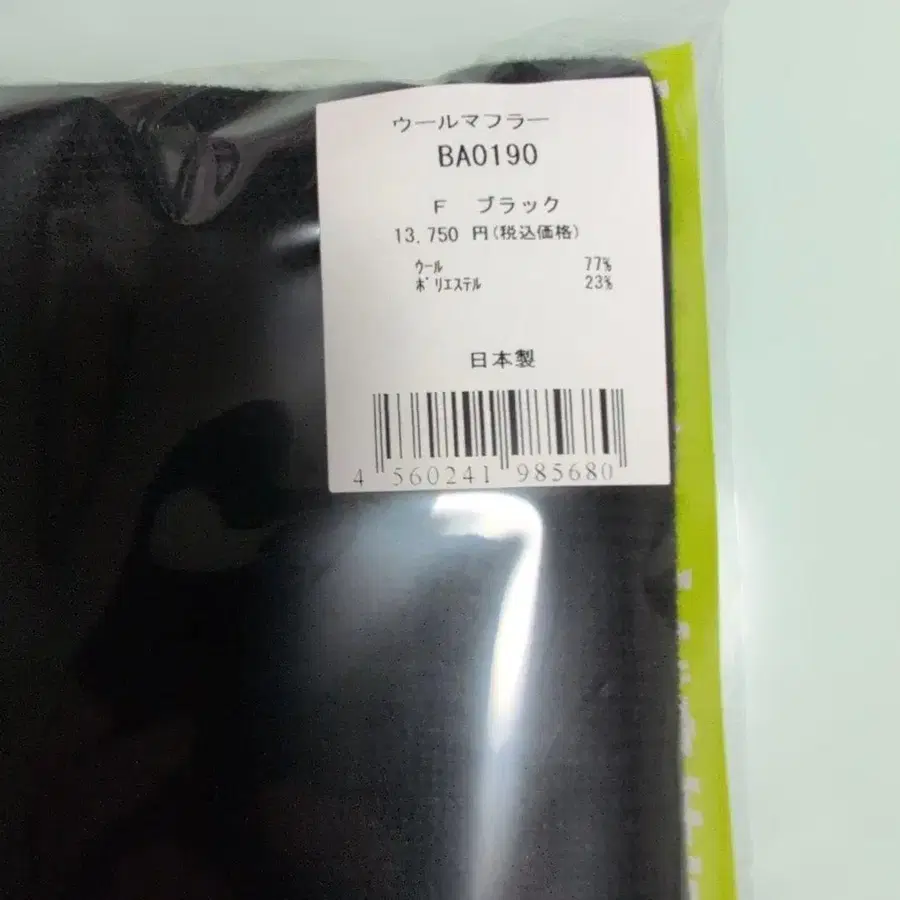 ウールマフラー
BA0190
F ブラック
13,750 円(税込価格)
ウール 77%
ポリエステル 23%
日本製
4 560241 985680